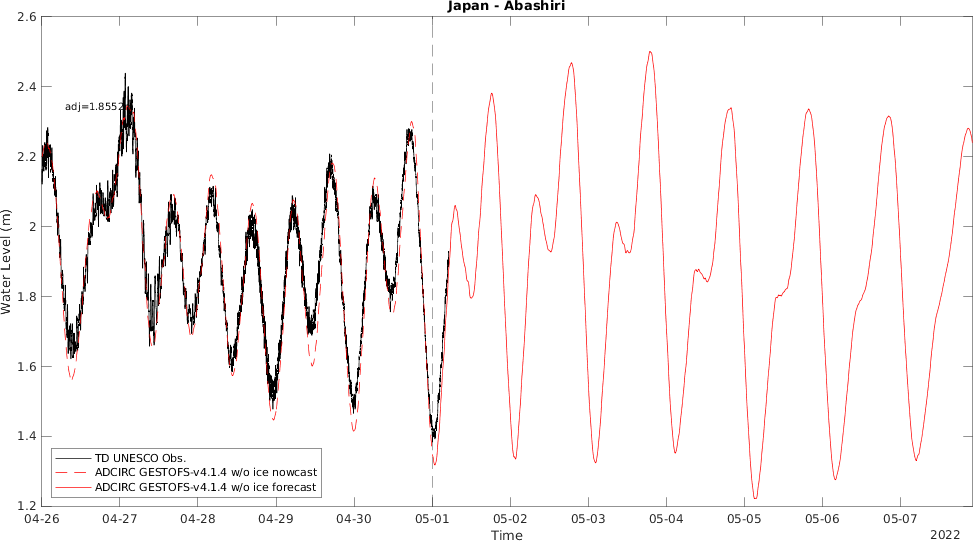 Japan - Abashiri
2.6
2.4
2.2
2
1.8
1.6
1.4
1.2
Water Level (m)
adj=1.8552
TD UNESCO Obs.
ADCIRC GESTOFS-v4.1.4 w/o ice nowcast
ADCIRC GESTOFS-v4.1.4 w/o ice forecast
04-26 04-27 04-28 04-29 04-30 05-01 05-02 05-03 05-04 05-05 05-06 05-07
Time
2022